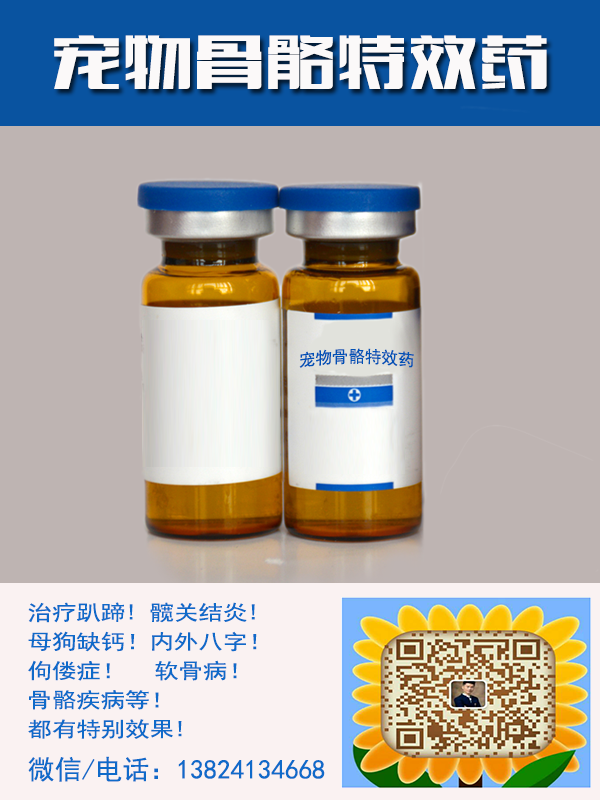 宠物骨骼特效药
宠物骨骼特效药
治疗趴蹄！髋关结炎！
母狗缺钙！内外八字！
佝偻症！ 软骨病！
骨骼疾病等！
都有特别效果！
微信/电话：13824134668